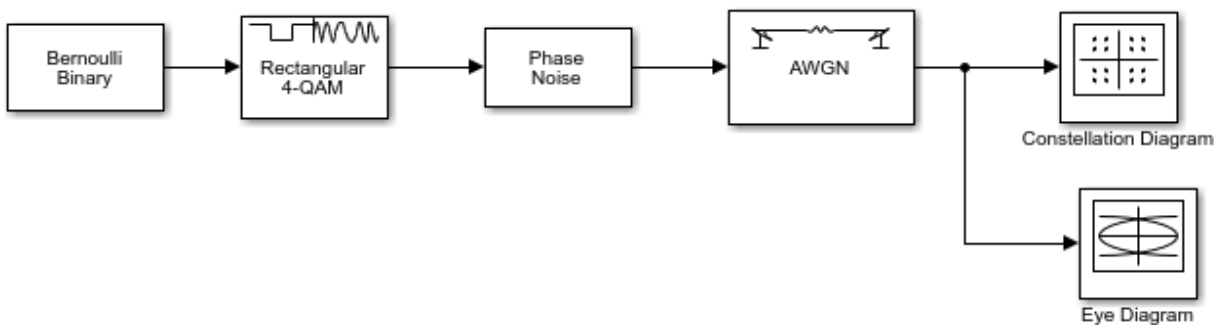 Bernoulli
Binary
Rectangular
4-QAM
Phase
Noise
AWGN
Constellation Diagram
Eye Diagram